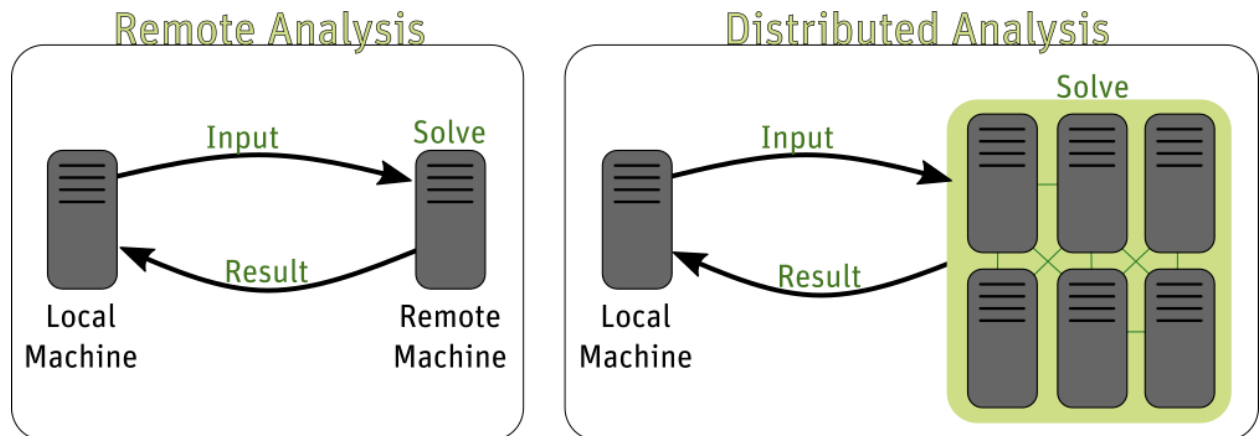 Remote Analysis
Input
Solve
Result
Local
Machine
Remote
Machine
Distributed Analysis
Solve
Input
Result
Local
Machine